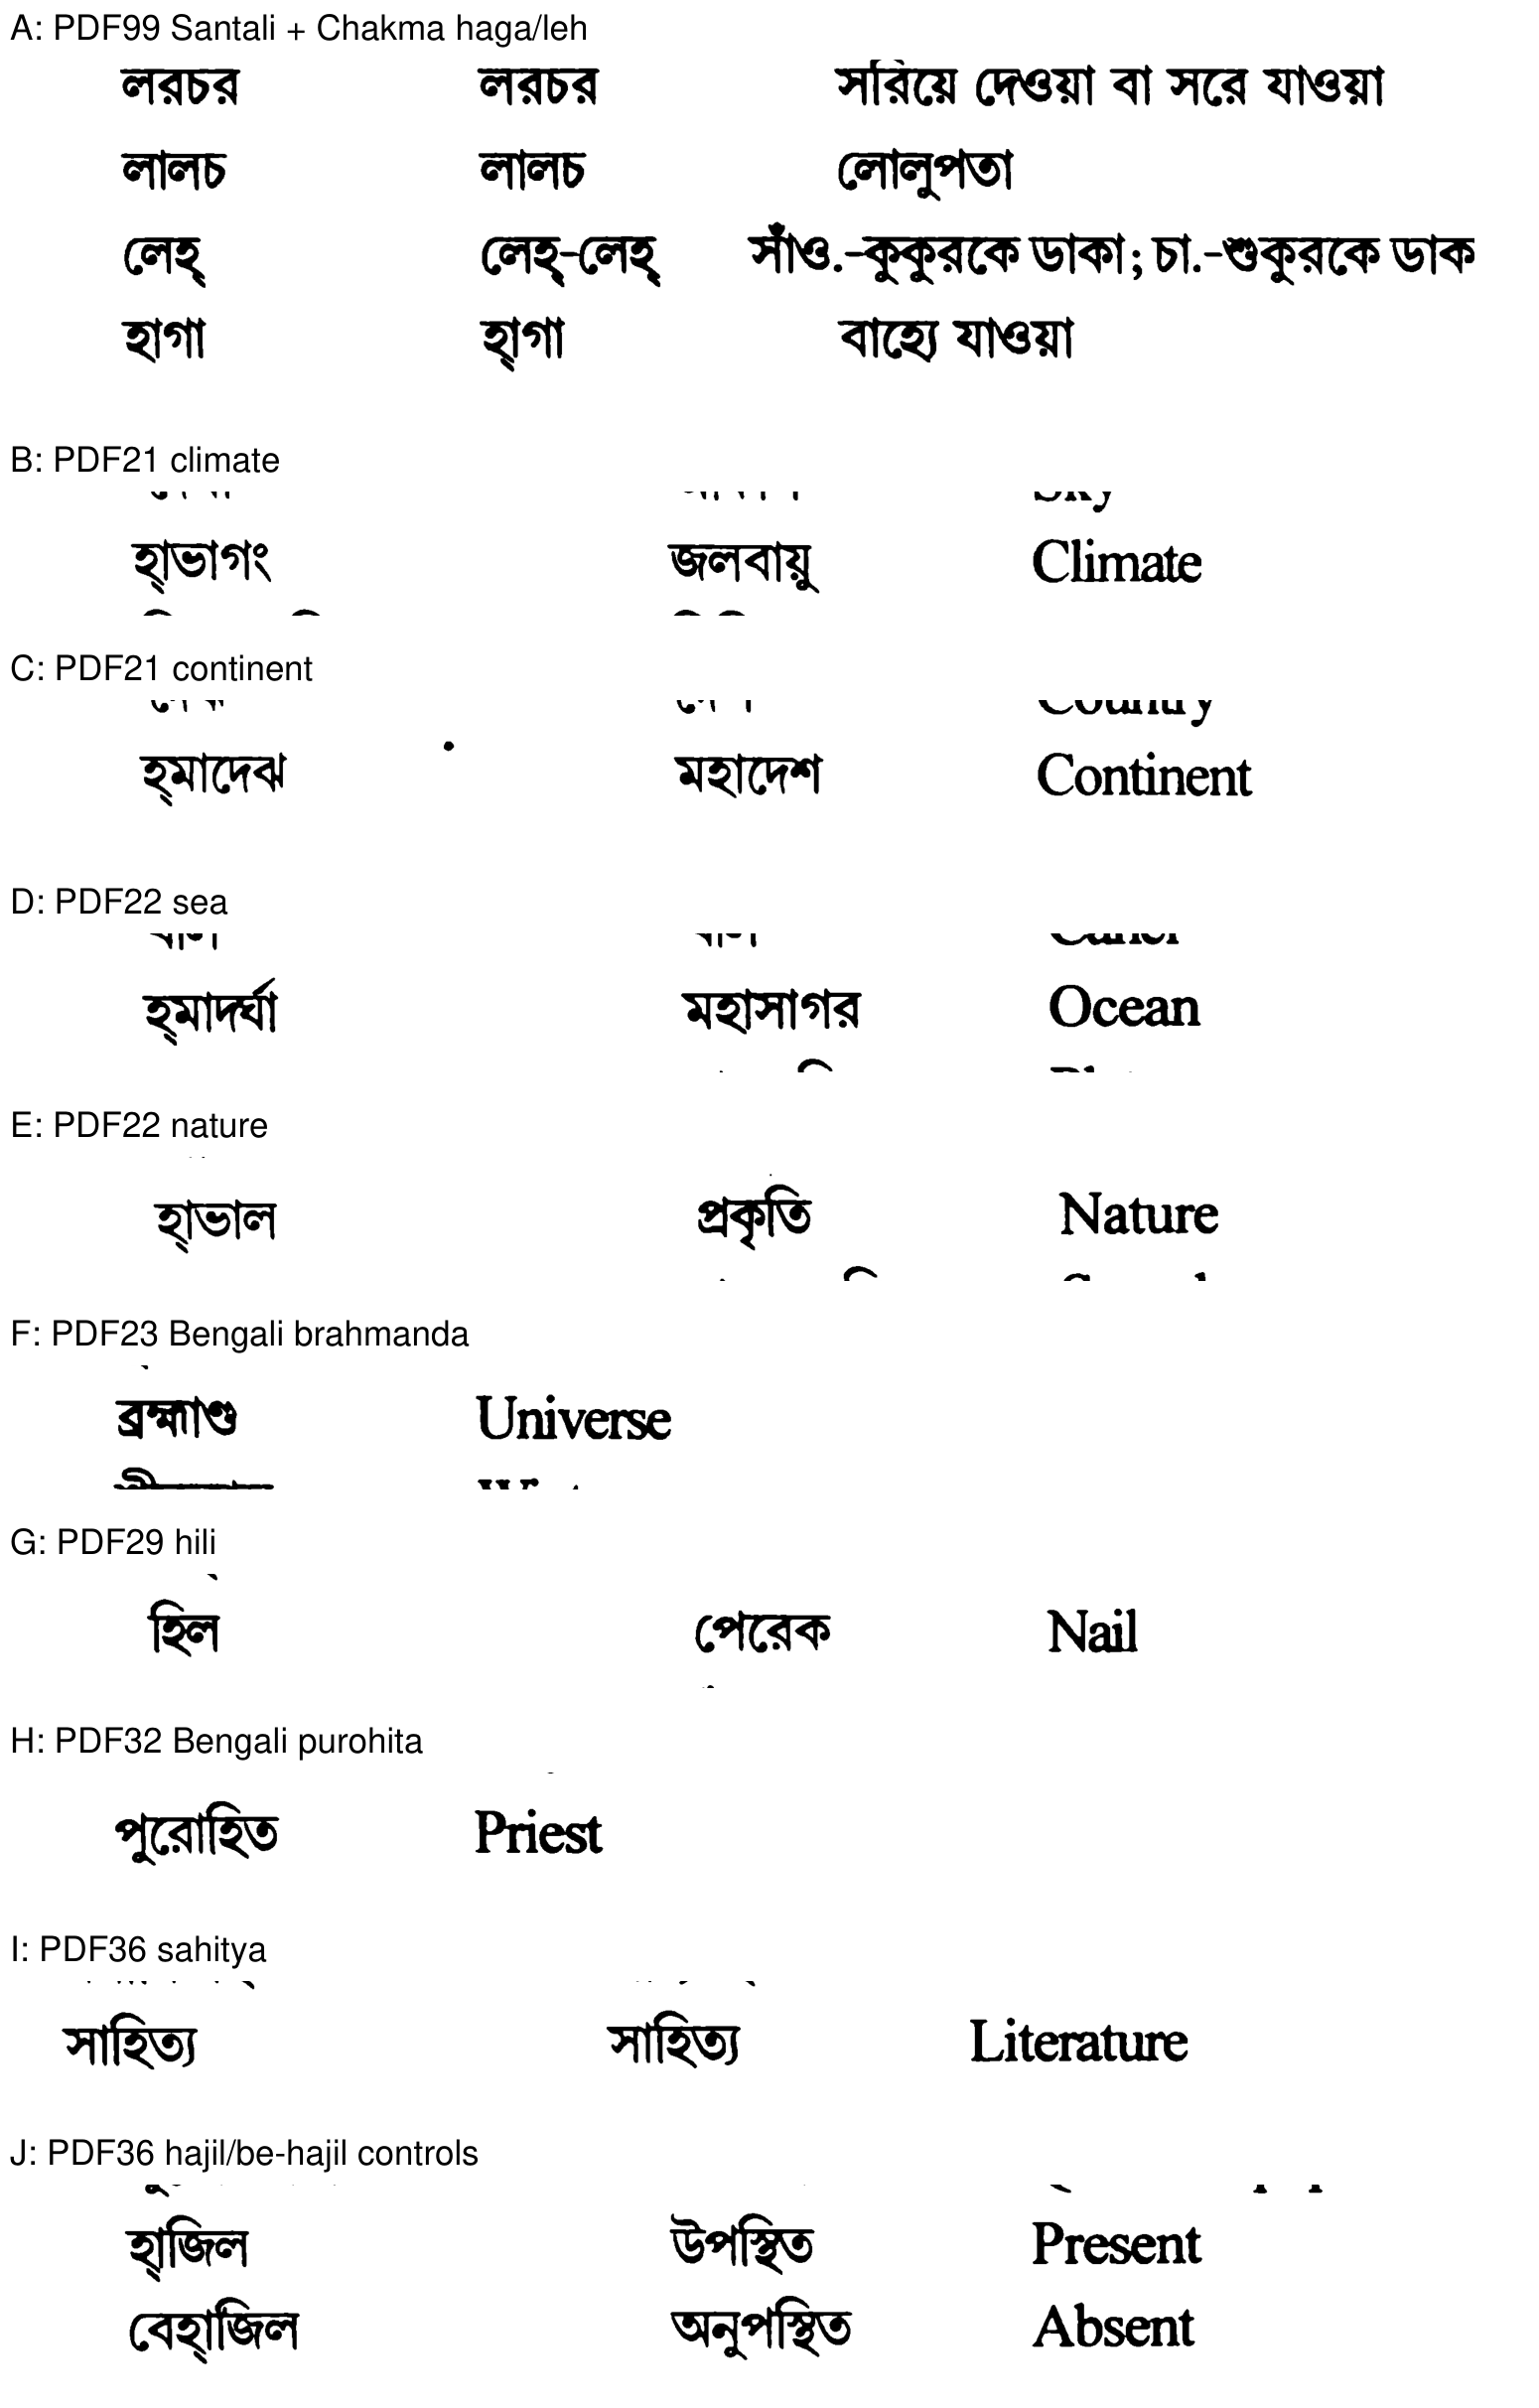 A: PDF99 Santali + Chakma haga/leh
লরচর লরচর সরিয়ে দেওয়া বা সরে যাওয়া
লালচ লালচ লোলুপতা
লেহ্ লেহ্-লেহ্ সাঁও.-কুকুরকে ডাকা; চা.-শুকুরকে ডাক
হাগা হ্াগা বাহ্যে যাওয়া
B: PDF21 climate
হ্াভাগং জলবায়ু Climate
C: PDF21 continent
Country
হ্মাদেঝ মহাদেশ Continent
D: PDF22 sea
হ্মাদর্ঘা মহাসাগর Ocean
E: PDF22 nature
হ্াভাল প্রকৃতি Nature
F: PDF23 Bengali brahmanda
ব্রহ্মাণ্ড Universe
G: PDF29 hili
হিল পেরেক Nail
H: PDF32 Bengali purohita
পুরোহিত Priest
I: PDF36 sahitya
সাহিত্য সাহিত্য Literature
J: PDF36 hajil/be-hajil controls
হ্াজিল উপস্থিত Present
বেহ্াজিল অনুপস্থিত Absent